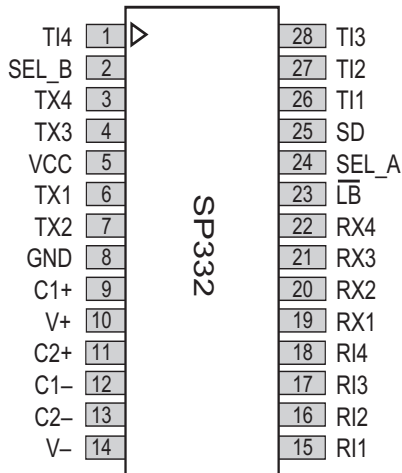 TI4 1 28 TI3
SEL_B 2 27 TI2
TX4 3 26 TI1
TX3 4 25 SD
VCC 5 24 SEL_A
TX1 6 23 L̅B̅
TX2 7 22 RX4
GND 8 21 RX3
C1+ 9 20 RX2
V+ 10 19 RX1
C2+ 11 18 RI4
C1– 12 17 RI3
C2– 13 16 RI2
V– 14 15 RI1
SP332